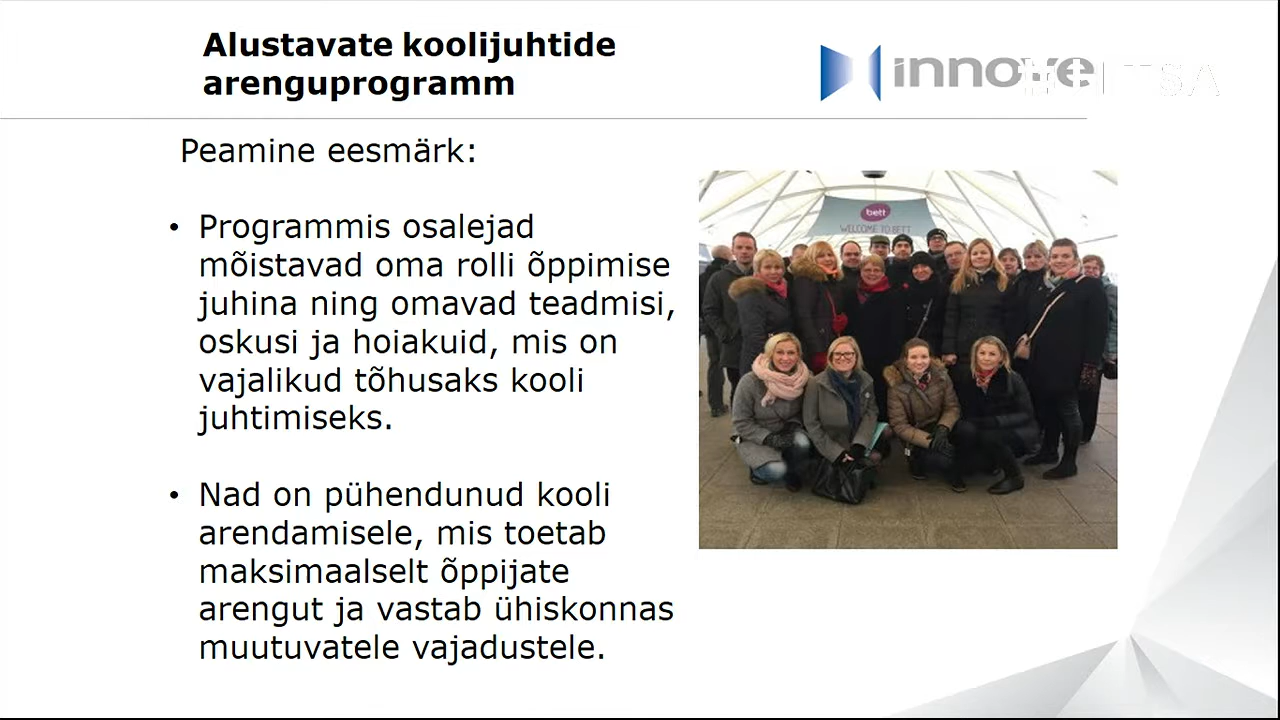 Alustavate koolijuhtide
arenguprogramm
innove
Peamine eesmärk:
• Programmis osalejad
mõistavad oma rolli õppimise
juhina ning omavad teadmisi,
oskusi ja hoiakuid, mis on
vajalikud tõhusaks kooli
juhtimiseks.
• Nad on pühendunud kooli
arendamisele, mis toetab
maksimaalselt õppijate
arengut ja vastab ühiskonnas
muutuvatele vajadustele.
bett
WELCOME TO BETT